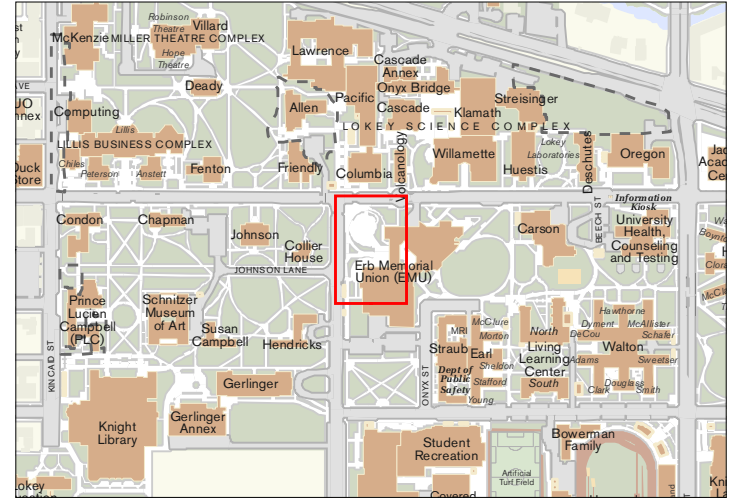 Robinson
Theatre
Villard
McKenzie
MILLER THEATRE COMPLEX
Hope
Theatre
Lawrence
Cascade
Annex
Onyx Bridge
Deady
Pacific
Cascade
Streisinger
Allen
Klamath
Computing
LOKEY SCIENCE COMPLEX
Lillis
LILLIS BUSINESS COMPLEX
Lokey
Laboratories
Willamette
Oregon
Duck
Store
Chiles
Peterson
Anstett
Fenton
Friendly
Columbia
Volcanology
Huestis
Deschutes
Information
Kiosk
Condon
Chapman
Johnson
Collier
House
JOHNSON LANE
Carson
BEECH ST
University
Health,
Counseling
and Testing
Erb Memorial
Union (EMU)
Prince
Lucien
Campbell
(PLC)
Schnitzer
Museum
of Art
Susan
Campbell
Hendricks
KINCAID ST
MRI
McClure
Morton
Straub
Earl
Sheldon
Dept of
Public
Safety
Stafford
Young
ONYX ST
North
Living
Learning
Center
South
Hawthorne
Dyment
McAllister
DeCou
Schafer
Walton
Adams
Sweetser
Douglass
Clark
Smith
Gerlinger
Gerlinger
Annex
Knight
Library
Student
Recreation
Bowerman
Family
Artificial
Turf Field
Covered